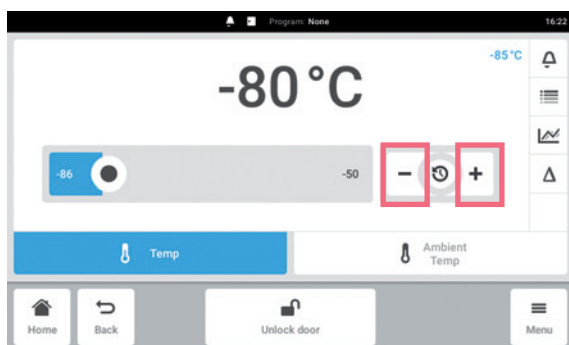 Program: None
16:22
-85 °C
-80 °C
-86
-50
− +
Temp
Ambient
Temp
Home
Back
Unlock door
Menu